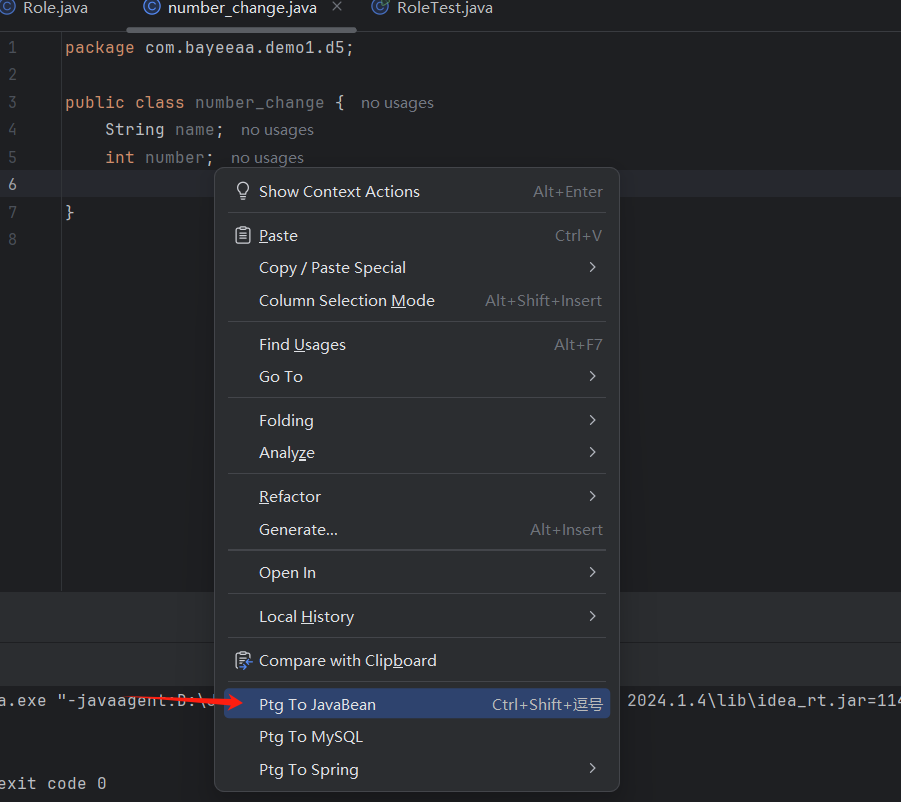 Role.java number_change.java RoleTest.java
1 package com.bayeeaa.demo1.d5;
2
3 public class number_change { no usages
4 String name; no usages
5 int number; no usages
6
7 }
8
Show Context Actions Alt+Enter
Paste Ctrl+V
Copy / Paste Special
Column Selection Mode Alt+Shift+Insert
Find Usages Alt+F7
Go To
Folding
Analyze
Refactor
Generate... Alt+Insert
Open In
Local History
Compare with Clipboard
a.exe "-javaagent:D:\ Ptg To JavaBean Ctrl+Shift+逗号 2024.1.4\lib\idea_rt.jar=114
Ptg To MySQL
Ptg To Spring
exit code 0